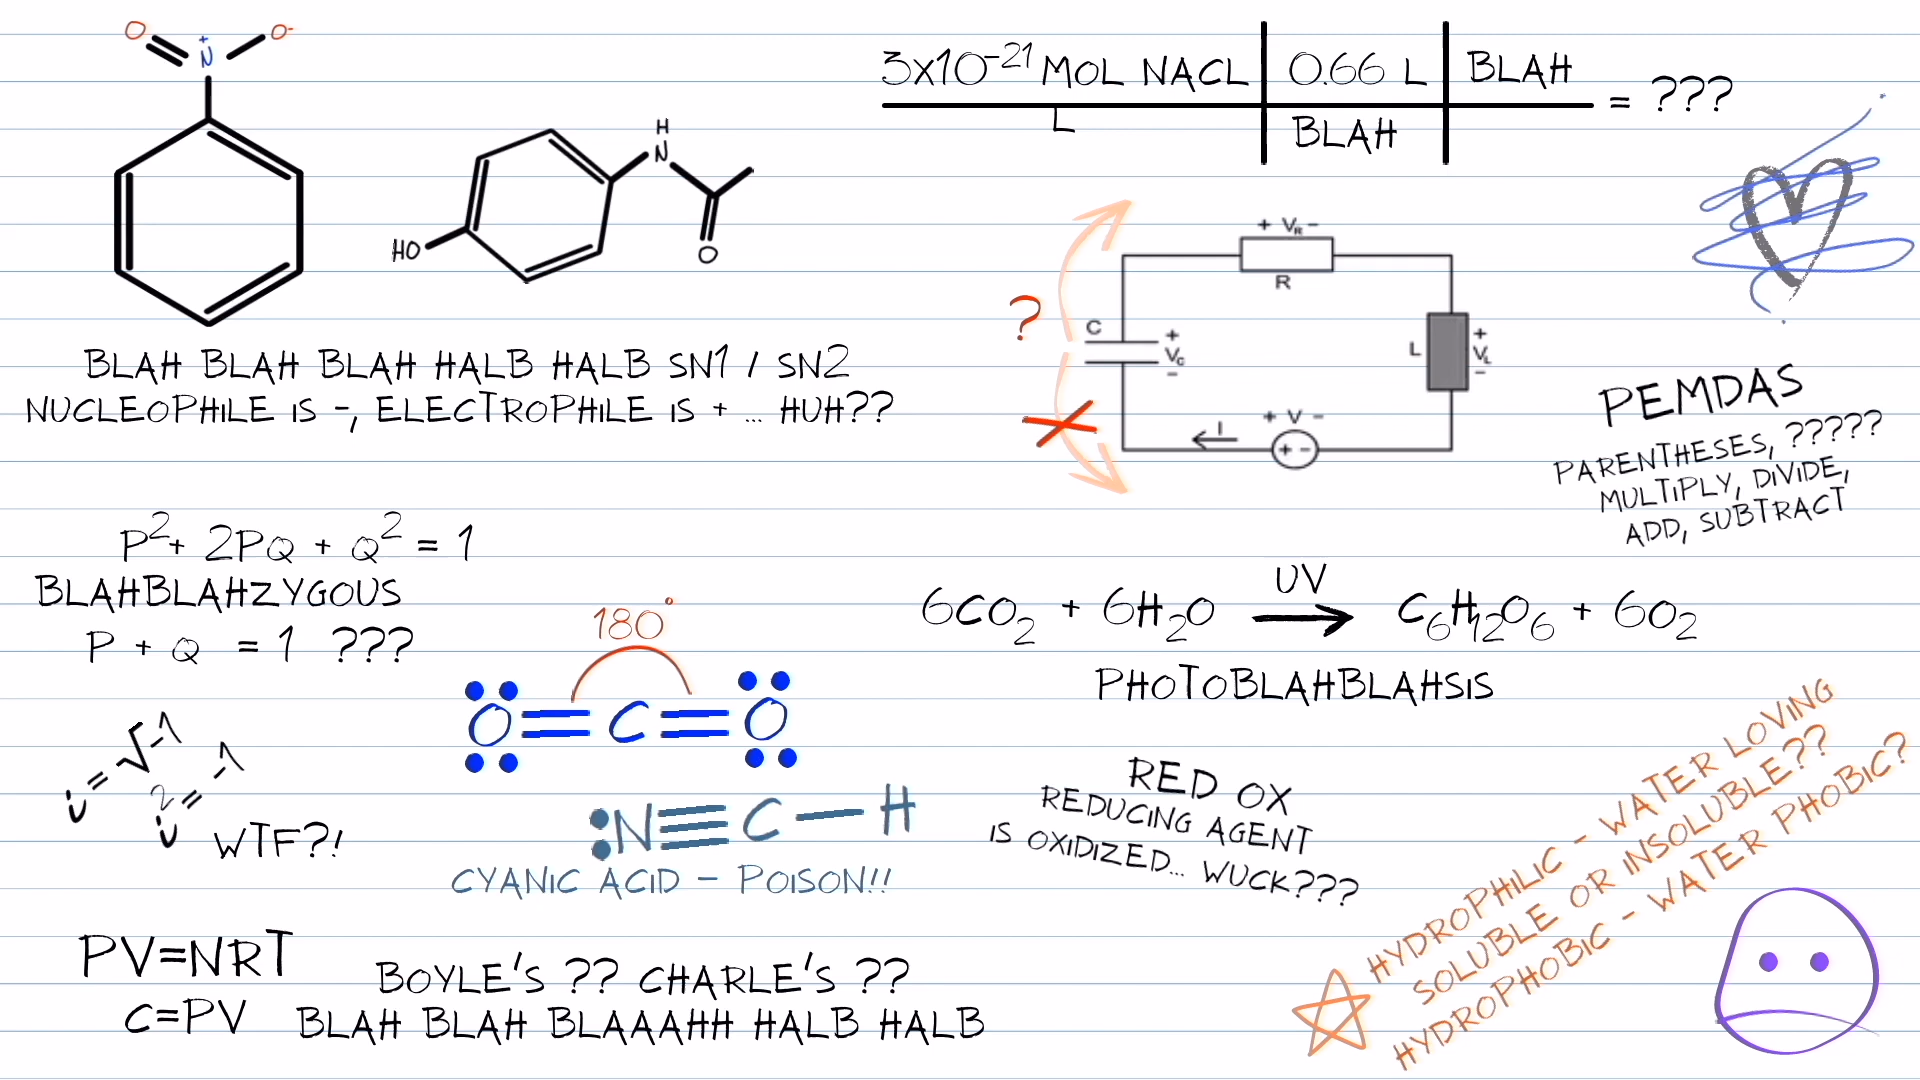 O N+ O-
H
N
HO
O
BLAH BLAH BLAH HALB HALB SN1 / SN2
NUCLEOPHILE IS -, ELECTROPHILE IS + ... HUH??
3x10-21 MOL NACL | 0.66 L | BLAH = ???
L | BLAH
+ VR -
R
?
C
+
Vc
-
L
+
VL
-
+ V -
I
+ -
PEMDAS
PARENTHESES, ?????
MULTIPLY, DIVIDE,
ADD, SUBTRACT
P2+ 2PQ + Q2 = 1
BLAHBLAHZYGOUS
P + Q = 1 ???
UV
6CO2 + 6H2O → C6H12O6 + 6O2
PHOTOBLAHBLAHSIS
180°
O=C=O
i=√-1
i2=-1
WTF?!
:N≡C—H
CYANIC ACID - POISON!!
RED OX
REDUCING AGENT
IS OXIDIZED... WUCK???
HYDROPHILIC - WATER LOVING
SOLUBLE OR INSOLUBLE??
HYDROPHOBIC - WATER PHOBIC?
PV=NRT
C=PV
BOYLE'S ?? CHARLE'S ??
BLAH BLAH BLAAAHH HALB HALB